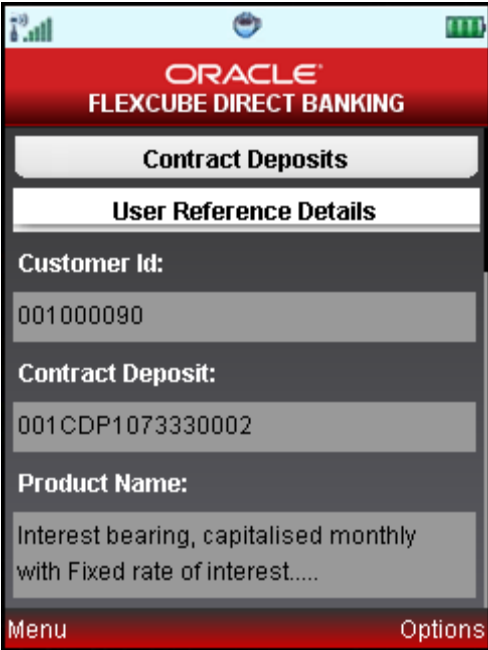 ORACLE
FLEXCUBE DIRECT BANKING
Contract Deposits
User Reference Details
Customer Id:
001000090
Contract Deposit:
001CDP1073330002
Product Name:
Interest bearing, capitalised monthly
with Fixed rate of interest.....
Menu
Options